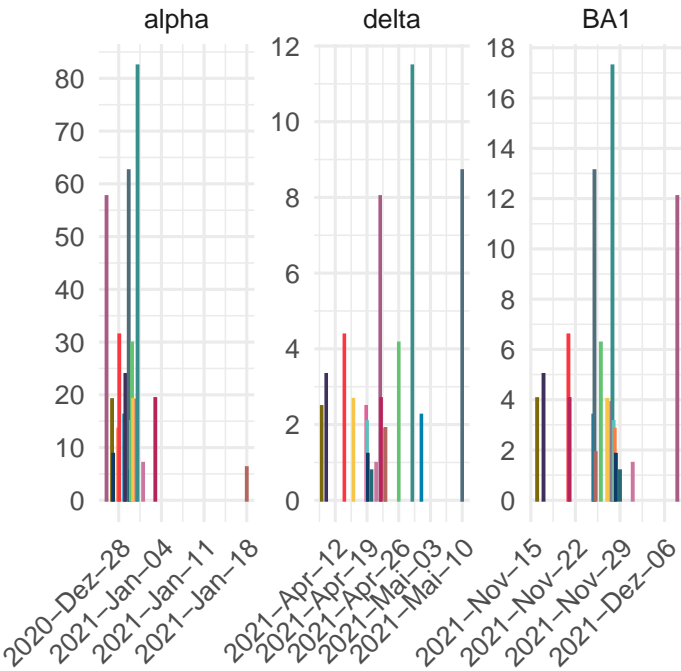 alpha
delta
BA1
80
70
60
50
40
30
20
10
0
2020–Dez–28
2021–Jan–04
2021–Jan–11
2021–Jan–18
12
10
8
6
4
2
0
2021–Apr–12
2021–Apr–19
2021–Apr–26
2021–Mai–03
2021–Mai–10
18
16
14
12
10
8
6
4
2
0
2021–Nov–15
2021–Nov–22
2021–Nov–29
2021–Dez–06